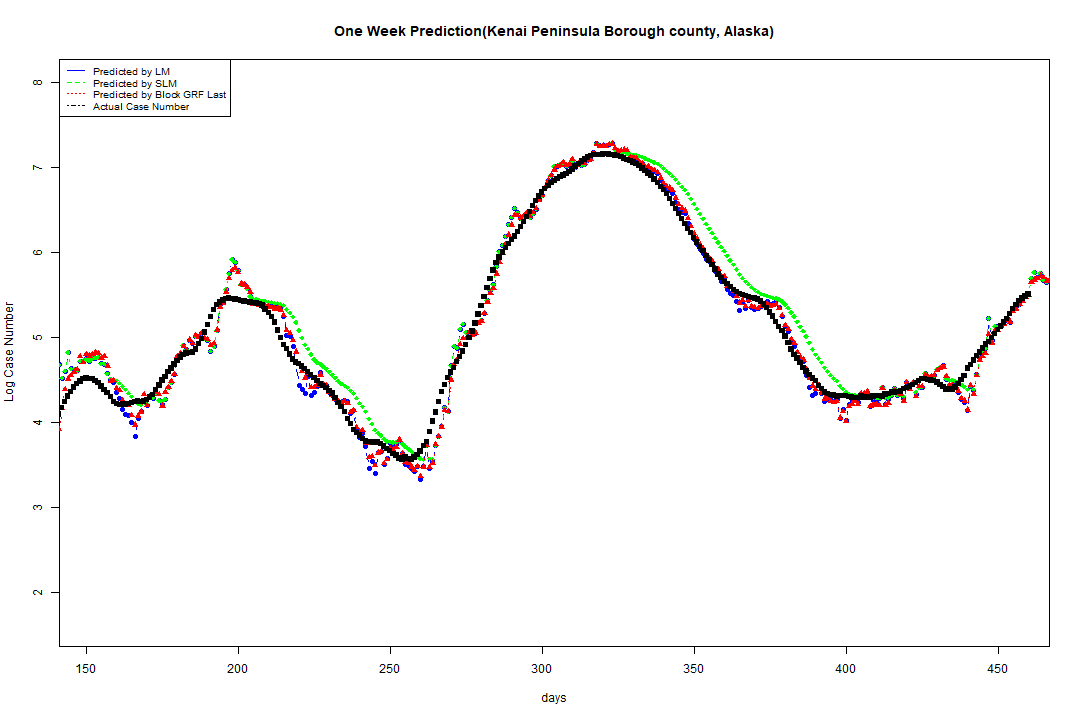 One Week Prediction(Kenai Peninsula Borough county, Alaska)
Predicted by LM
Predicted by SLM
Predicted by Block GRF Last
Actual Case Number
8
7
6
5
4
3
2
Log Case Number
150 200 250 300 350 400 450
days